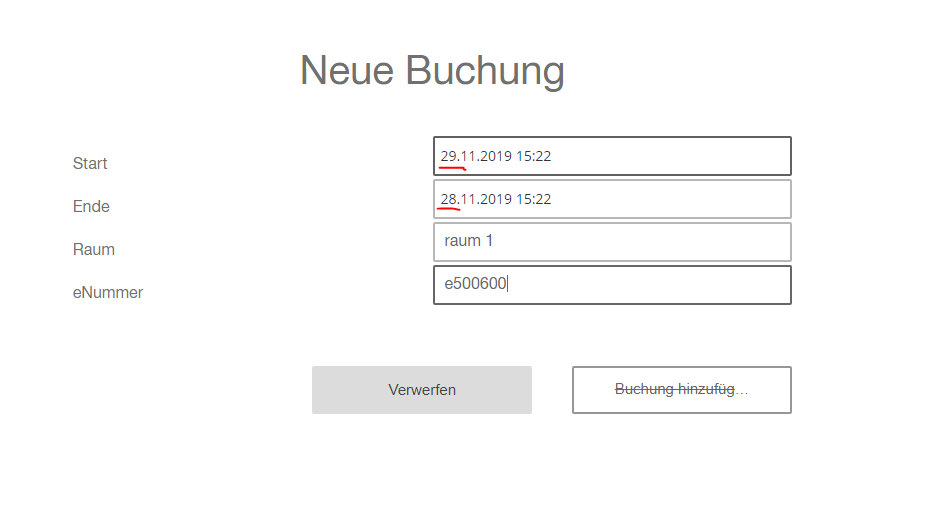 Neue Buchung
Start 29.11.2019 15:22
Ende 28.11.2019 15:22
Raum raum 1
eNummer e500600
Verwerfen Buchung hinzufüg...